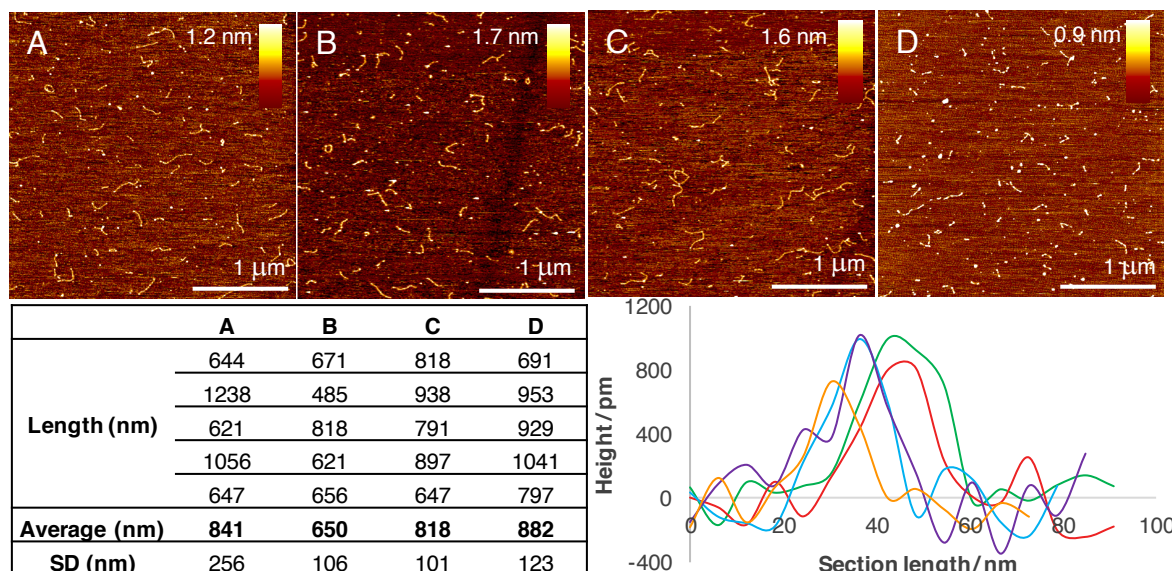 A 1.2 nm
B 1.7 nm
C 1.6 nm
D 0.9 nm
1 μm
1 μm
1 μm
1 μm
A B C D
644 671 818 691
1238 485 938 953
Length (nm) 621 818 791 929
1056 621 897 1041
647 656 647 797
Average (nm) 841 650 818 882
SD (nm) 256 106 101 123
1200
800
400
0
-400
Height / pm
0 20 40 60 80 100
Section length/ nm